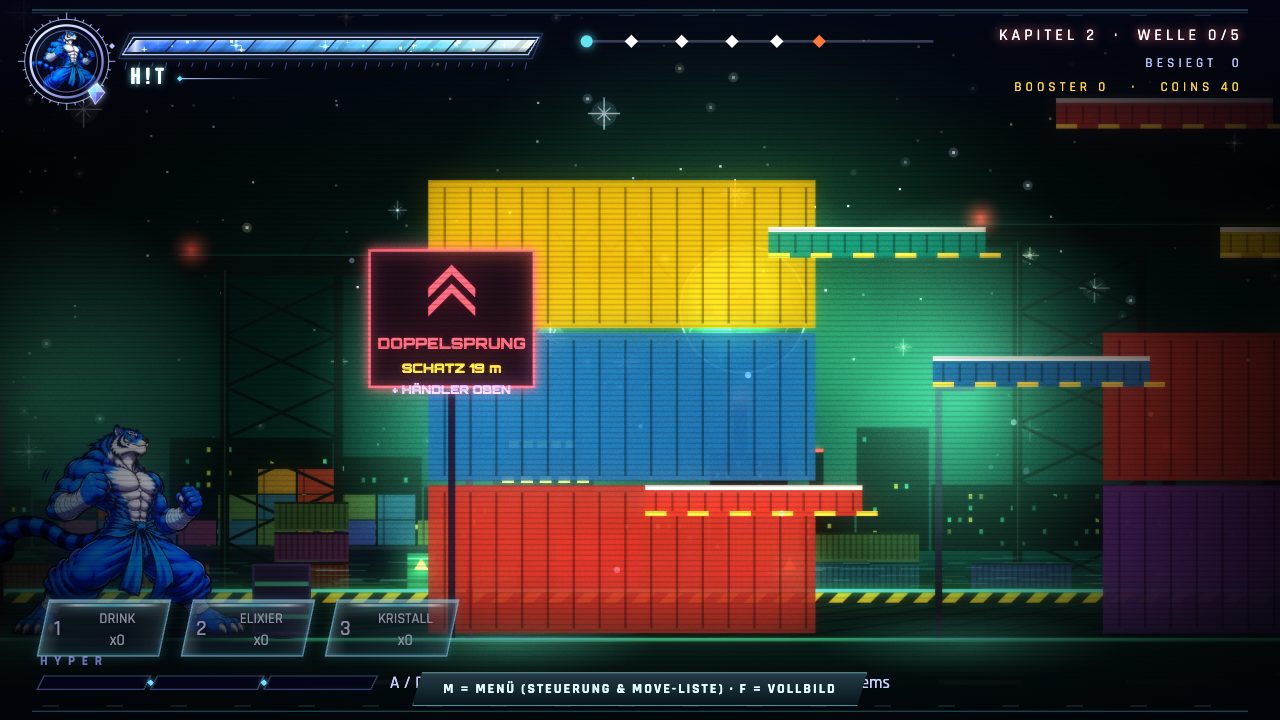 KAPITEL 2 · WELLE 0/5
H!T
BESIEGT 0
BOOSTER 0 · COINS 40
DOPPELSPRUNG
SCHATZ 19 m
+ HÄNDLER OBEN
1 DRINK x0
2 ELIXIER x0
3 KRISTALL x0
HYPER
A /
M = MENÜ (STEUERUNG & MOVE-LISTE) · F = VOLLBILD
ems